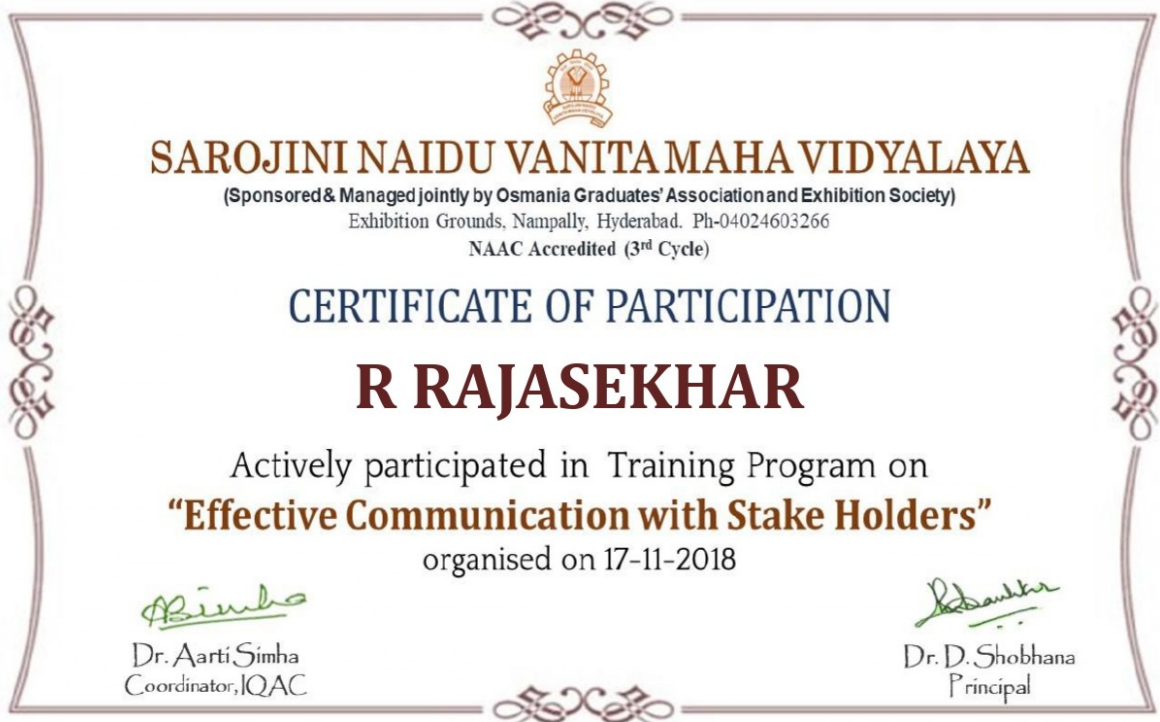 SAROJINI NAIDU VANITA MAHA VIDYALAYA
(Sponsored & Managed jointly by Osmania Graduates' Association and Exhibition Society)
Exhibition Grounds, Nampally, Hyderabad. Ph-04024603266
NAAC Accredited (3rd Cycle)
CERTIFICATE OF PARTICIPATION
R RAJASEKHAR
Actively participated in Training Program on
“Effective Communication with Stake Holders”
organised on 17-11-2018
Dr. Aarti Simha
Coordinator, IQAC
Dr. D. Shobhana
Principal